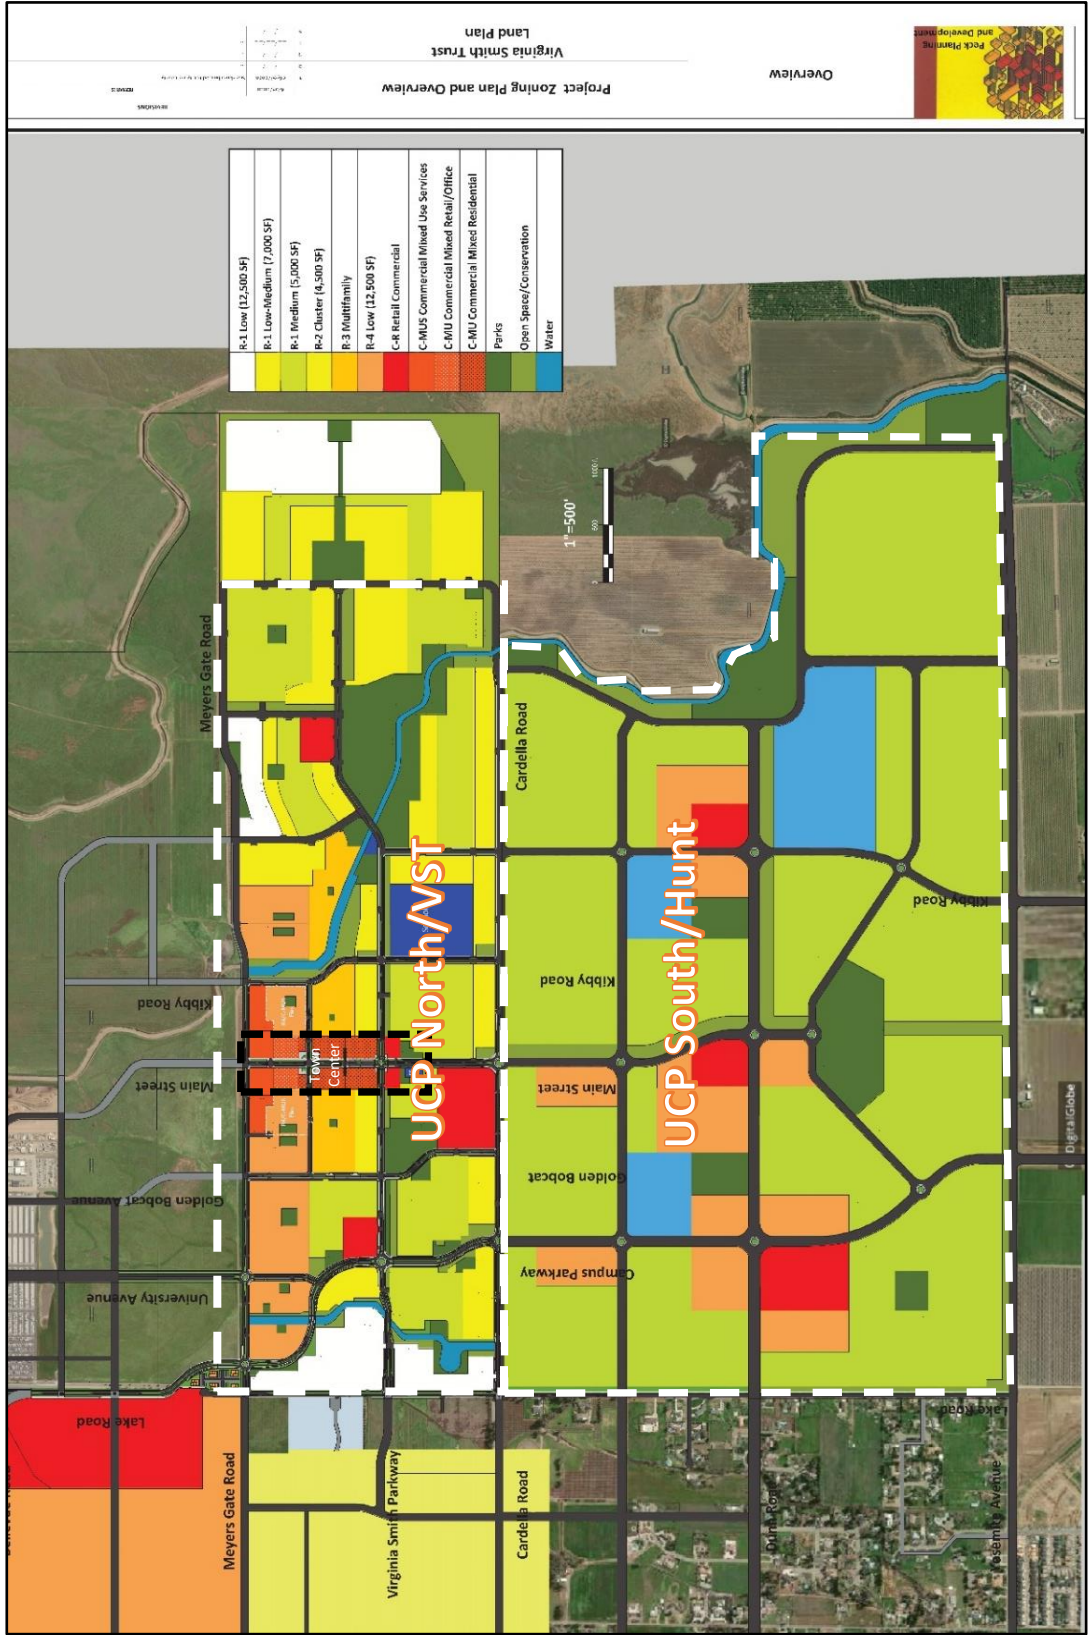 Peck Planning
and Development
Overview
Project Zoning Plan and Overview
Virginia Smith Trust
Land Plan
REVISIONS
R-1 Low (12,500 SF)
R-1 Low-Medium (7,000 SF)
R-1 Medium (5,000 SF)
R-2 Cluster (4,500 SF)
R-3 Multifamily
R-4 Low (12,500 SF)
C-R Retail Commercial
C-MUS Commercial Mixed Use Services
C-MU Commercial Mixed Retail/Office
C-MU Commercial Mixed Residential
Parks
Open Space/Conservation
Water
1"=500'
0
500
1000
Meyers Gate Road
Cardella Road
Kibby Road
Main Street
Golden Bobcat Avenue
University Avenue
Lake Road
Town
Center
UCP North/VST
UCP South/Hunt
Kibby Road
Kibby Road
Main Street
Golden Bobcat
Campus Parkway
Lake Road
Meyers Gate Road
Virginia Smith Parkway
Cardella Road
Yosemite Avenue
DigitalGlobe